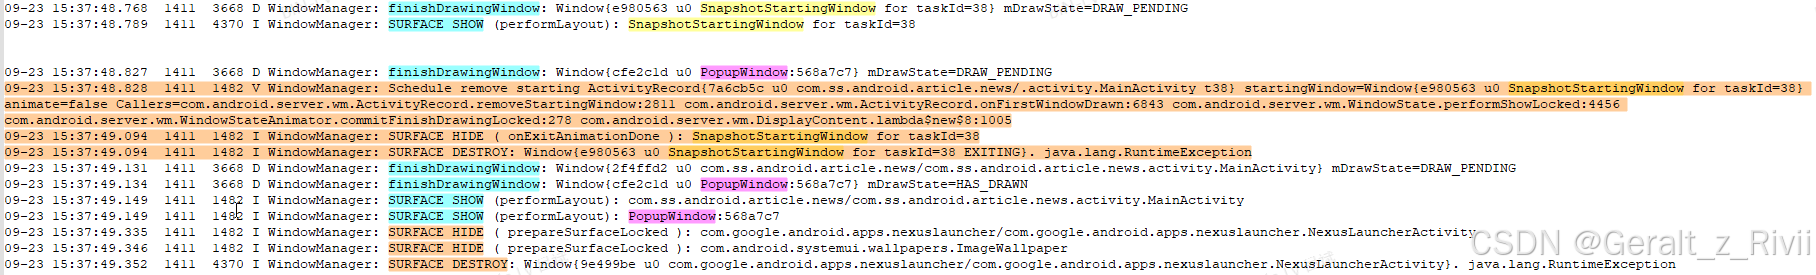 09-23 15:37:48.768  1411  3668 D WindowManager: finishDrawingWindow: Window{e980563 u0 SnapshotStartingWindow for taskId=38} mDrawState=DRAW_PENDING
09-23 15:37:48.789  1411  4370 I WindowManager: SURFACE SHOW (performLayout): SnapshotStartingWindow for taskId=38
09-23 15:37:48.827  1411  3668 D WindowManager: finishDrawingWindow: Window{cfe2c1d u0 PopupWindow:568a7c7} mDrawState=DRAW_PENDING
09-23 15:37:48.828  1411  1482 V WindowManager: Schedule remove starting ActivityRecord{7a6cb5c u0 com.ss.android.article.news/.activity.MainActivity t38} startingWindow=Window{e980563 u0 SnapshotStartingWindow for taskId=38}
animate=false Callers=com.android.server.wm.ActivityRecord.removeStartingWindow:2811 com.android.server.wm.ActivityRecord.onFirstWindowDrawn:6843 com.android.server.wm.WindowState.performShowLocked:4456
com.android.server.wm.WindowStateAnimator.commitFinishDrawingLocked:278 com.android.server.wm.DisplayContent.lambda$new$8:1005
09-23 15:37:49.094  1411  1482 I WindowManager: SURFACE HIDE ( onExitAnimationDone ): SnapshotStartingWindow for taskId=38
09-23 15:37:49.094  1411  1482 I WindowManager: SURFACE DESTROY: Window{e980563 u0 SnapshotStartingWindow for taskId=38 EXITING}. java.lang.RuntimeException
09-23 15:37:49.131  1411  3668 D WindowManager: finishDrawingWindow: Window{2f4ffd2 u0 com.ss.android.article.news/com.ss.android.article.news.activity.MainActivity} mDrawState=DRAW_PENDING
09-23 15:37:49.134  1411  3668 D WindowManager: finishDrawingWindow: Window{cfe2c1d u0 PopupWindow:568a7c7} mDrawState=HAS_DRAWN
09-23 15:37:49.149  1411  1482 I WindowManager: SURFACE SHOW (performLayout): com.ss.android.article.news/com.ss.android.article.news.activity.MainActivity
09-23 15:37:49.149  1411  1482 I WindowManager: SURFACE SHOW (performLayout): PopupWindow:568a7c7
09-23 15:37:49.335  1411  1482 I WindowManager: SURFACE HIDE ( prepareSurfaceLocked ): com.google.android.apps.nexuslauncher/com.google.android.apps.nexuslauncher.NexusLauncherActivity
09-23 15:37:49.346  1411  1482 I WindowManager: SURFACE HIDE ( prepareSurfaceLocked ): com.android.systemui.wallpapers.ImageWallpaper
09-23 15:37:49.352  1411  4370 I WindowManager: SURFACE DESTROY: Window{9e499be u0 com.google.android.apps.nexuslauncher/com.google.android.apps.nexuslauncher.NexusLauncherActivity}. java.lang.RuntimeException
CSDN @Geralt_z_Rivii